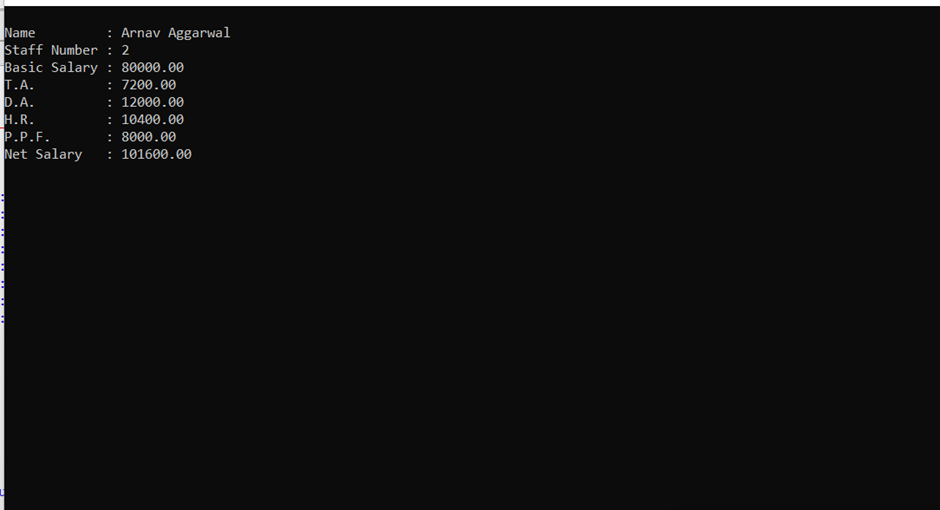 Name         : Arnav Aggarwal
Staff Number : 2
Basic Salary : 80000.00
T.A.         : 7200.00
D.A.         : 12000.00
H.R.         : 10400.00
P.P.F.       : 8000.00
Net Salary   : 101600.00